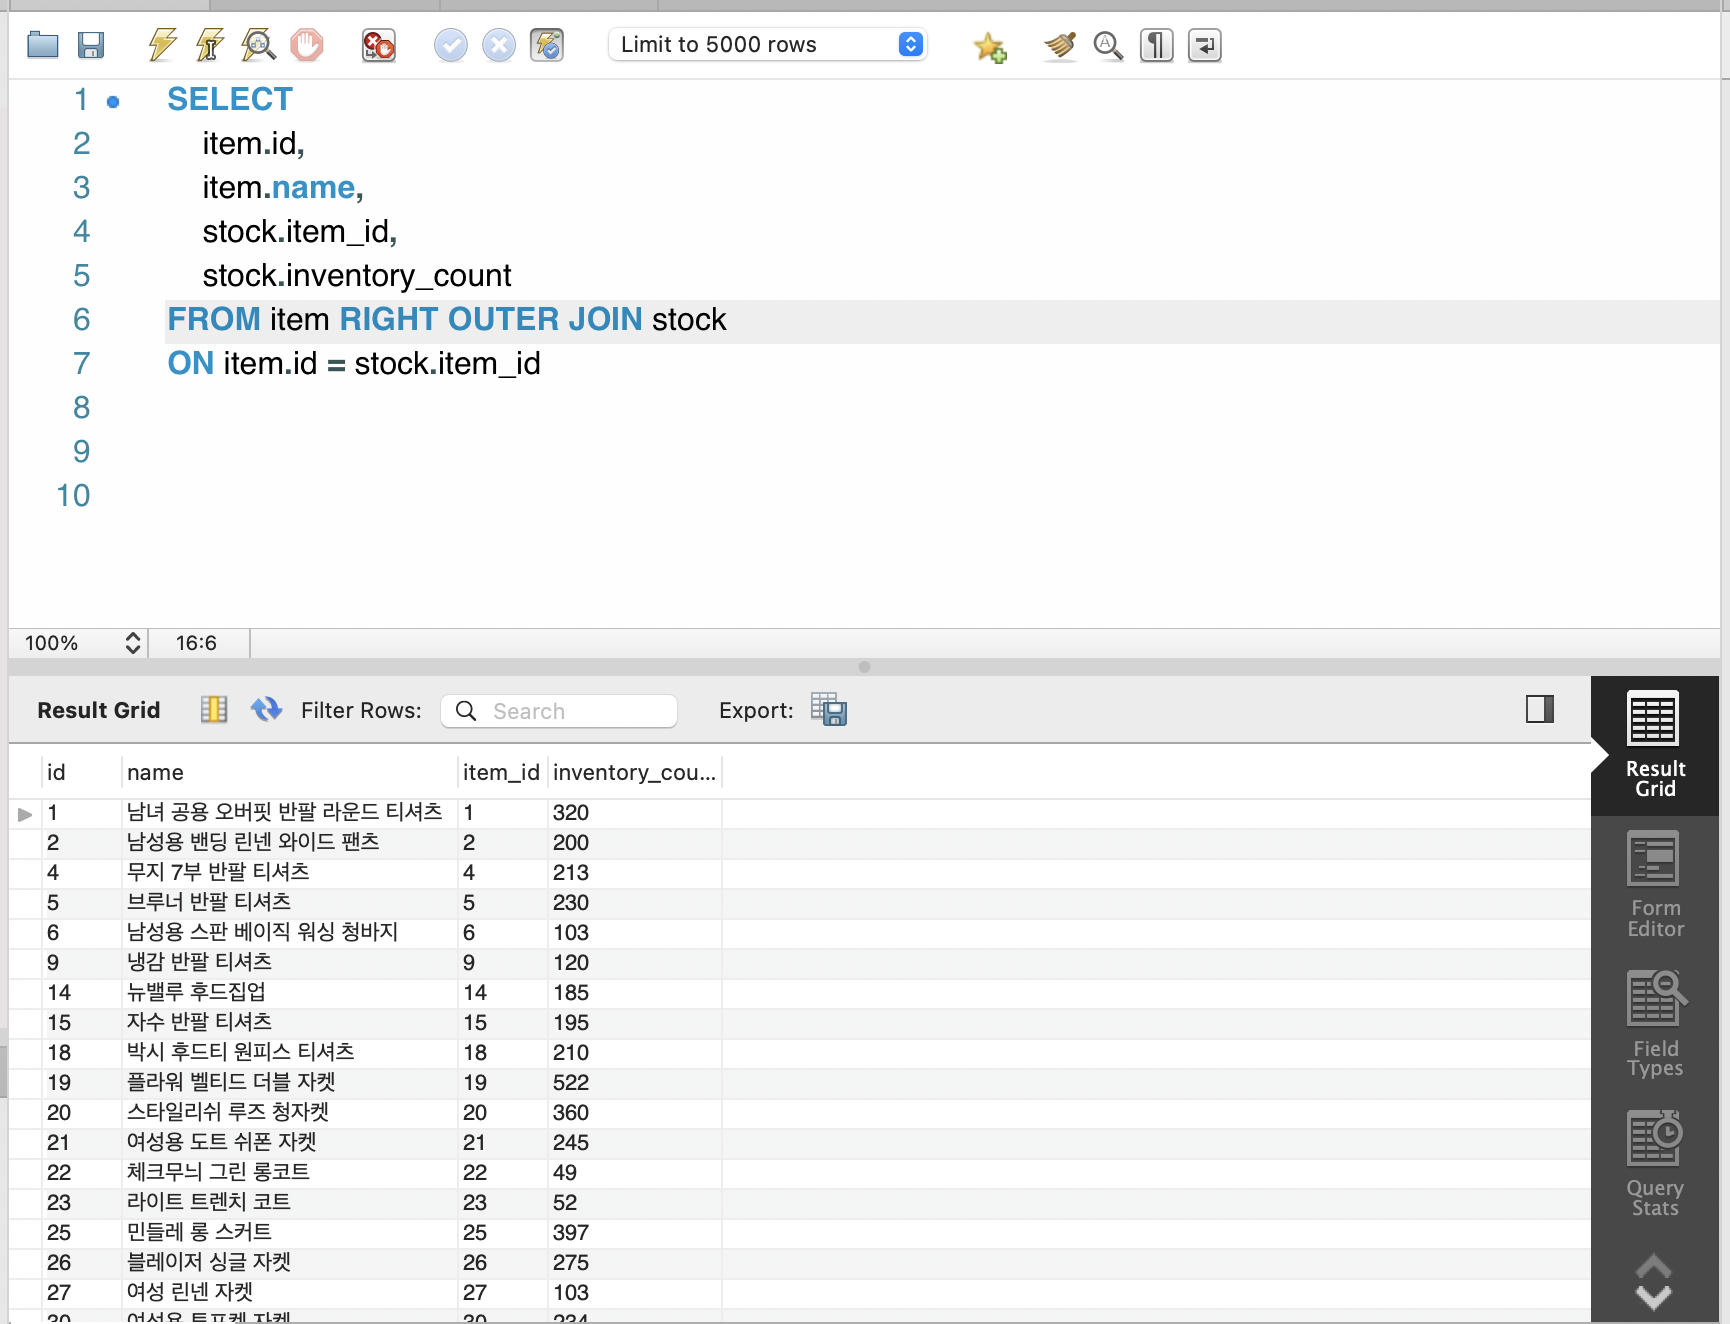 Limit to 5000 rows
1 SELECT
2 item.id,
3 item.name,
4 stock.item_id,
5 stock.inventory_count
6 FROM item RIGHT OUTER JOIN stock
7 ON item.id = stock.item_id
8
9
10
100% 16:6
Result Grid Filter Rows: Search Export:
id name item_id inventory_cou...
1 남녀 공용 오버핏 반팔 라운드 티셔츠 1 320
2 남성용 밴딩 린넨 와이드 팬츠 2 200
4 무지 7부 반팔 티셔츠 4 213
5 브루너 반팔 티셔츠 5 230
6 남성용 스판 베이직 워싱 청바지 6 103
9 냉감 반팔 티셔츠 9 120
14 뉴밸루 후드집업 14 185
15 자수 반팔 티셔츠 15 195
18 박시 후드티 원피스 티셔츠 18 210
19 플라워 벨티드 더블 자켓 19 522
20 스타일리쉬 루즈 청자켓 20 360
21 여성용 도트 쉬폰 자켓 21 245
22 체크무늬 그린 롱코트 22 49
23 라이트 트렌치 코트 23 52
25 민들레 롱 스커트 25 397
26 블레이저 싱글 자켓 26 275
27 여성 린넨 자켓 27 103
30 여성용 투포켓 자켓 30 234
Result
Grid
Form
Editor
Field
Types
Query
Stats